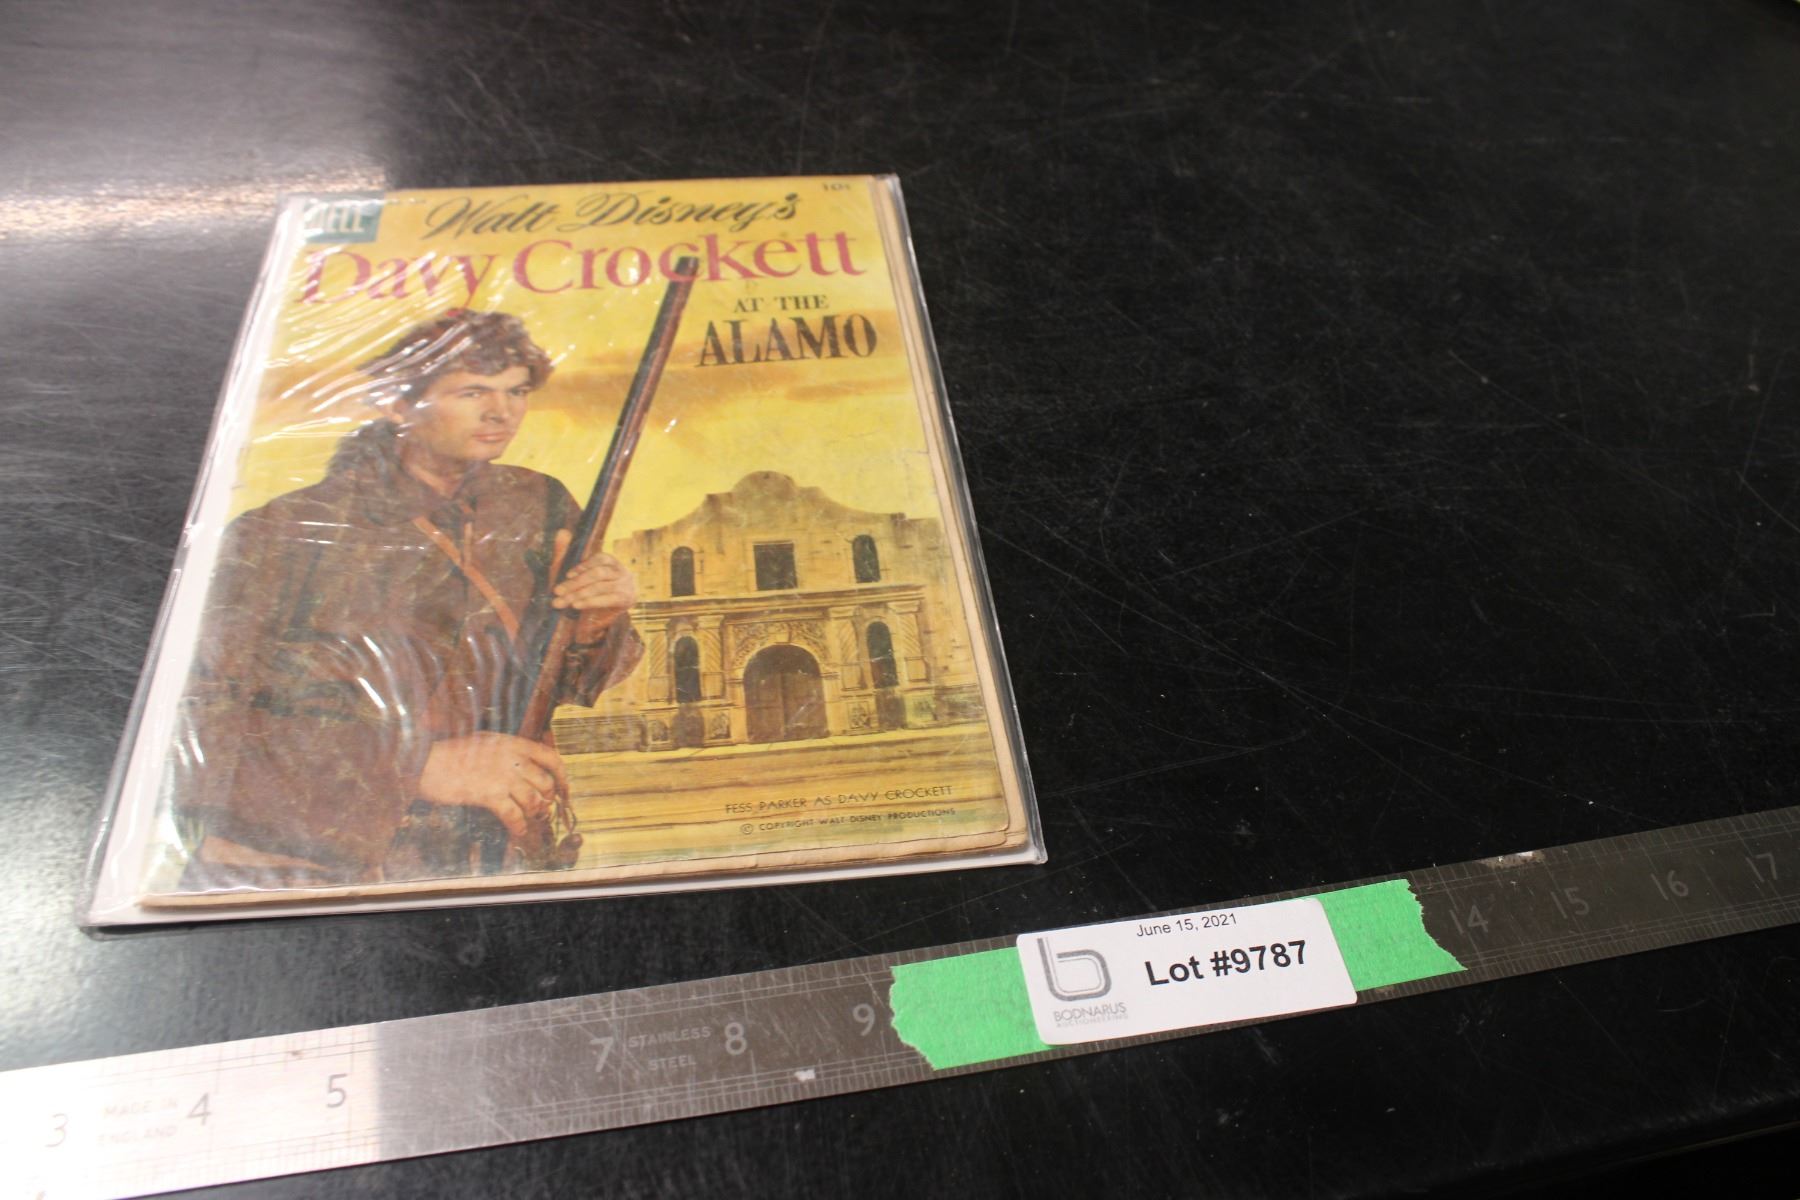 DELL
10¢
Walt Disney's
Davy Crockett
AT THE
ALAMO
FESS PARKER AS DAVY CROCKETT
© COPYRIGHT WALT DISNEY PRODUCTIONS
June 15, 2021
Lot #9787
b
BODNARUS
AUCTIONEERING
3 MADE IN ENGLAND 4 5 7 STAINLESS STEEL 8 9 14 15 16 17